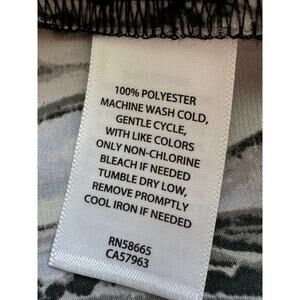 100% POLYESTER
MACHINE WASH COLD,
GENTLE CYCLE,
WITH LIKE COLORS
ONLY NON-CHLORINE
BLEACH IF NEEDED
TUMBLE DRY LOW,
REMOVE PROMPTLY
COOL IRON IF NEEDED
RN58665
CA57963